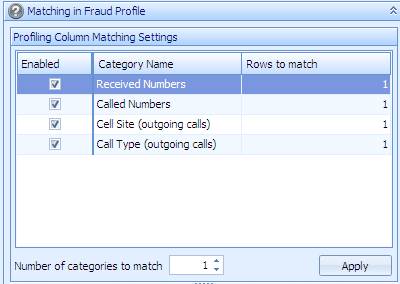 Matching in Fraud Profile
Profiling Column Matching Settings
Enabled Category Name Rows to match
Received Numbers 1
Called Numbers 1
Cell Site (outgoing calls) 1
Call Type (outgoing calls) 1
Number of categories to match 1 Apply